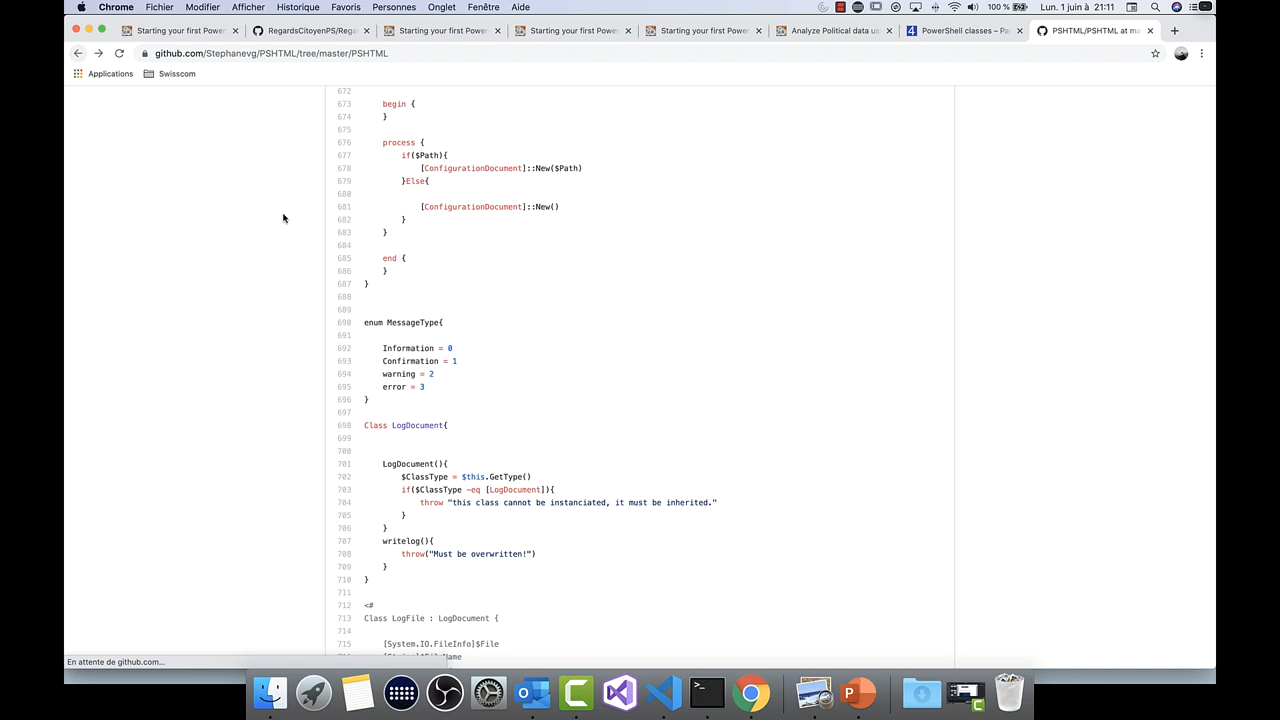 Chrome Fichier Modifier Afficher Historique Favoris Personnes Onglet Fenêtre Aide 100 % Lun. 1 juin à 21:11
Starting your first Power RegardsCitoyenPS/Rega Starting your first Power Starting your first Power Starting your first Power Analyze Political data us PowerShell classes – Pa PSHTML/PSHTML at ma
github.com/Stephanevg/PSHTML/tree/master/PSHTML
Applications Swisscom
672
673 begin {
674 }
675
676 process {
677 if($Path){
678 [ConfigurationDocument]::New($Path)
679 }Else{
680
681 [ConfigurationDocument]::New()
682 }
683 }
684
685 end {
686 }
687 }
688
689
690 enum MessageType{
691
692 Information = 0
693 Confirmation = 1
694 warning = 2
695 error = 3
696 }
697
698 Class LogDocument{
699
700
701 LogDocument(){
702 $ClassType = $this.GetType()
703 if($ClassType -eq [LogDocument]){
704 throw "this class cannot be instanciated, it must be inherited."
705 }
706 }
707 writelog(){
708 throw("Must be overwritten!")
709 }
710 }
711
712 <#
713 Class LogFile : LogDocument {
714
715 [System.IO.FileInfo]$File
En attente de github.com...